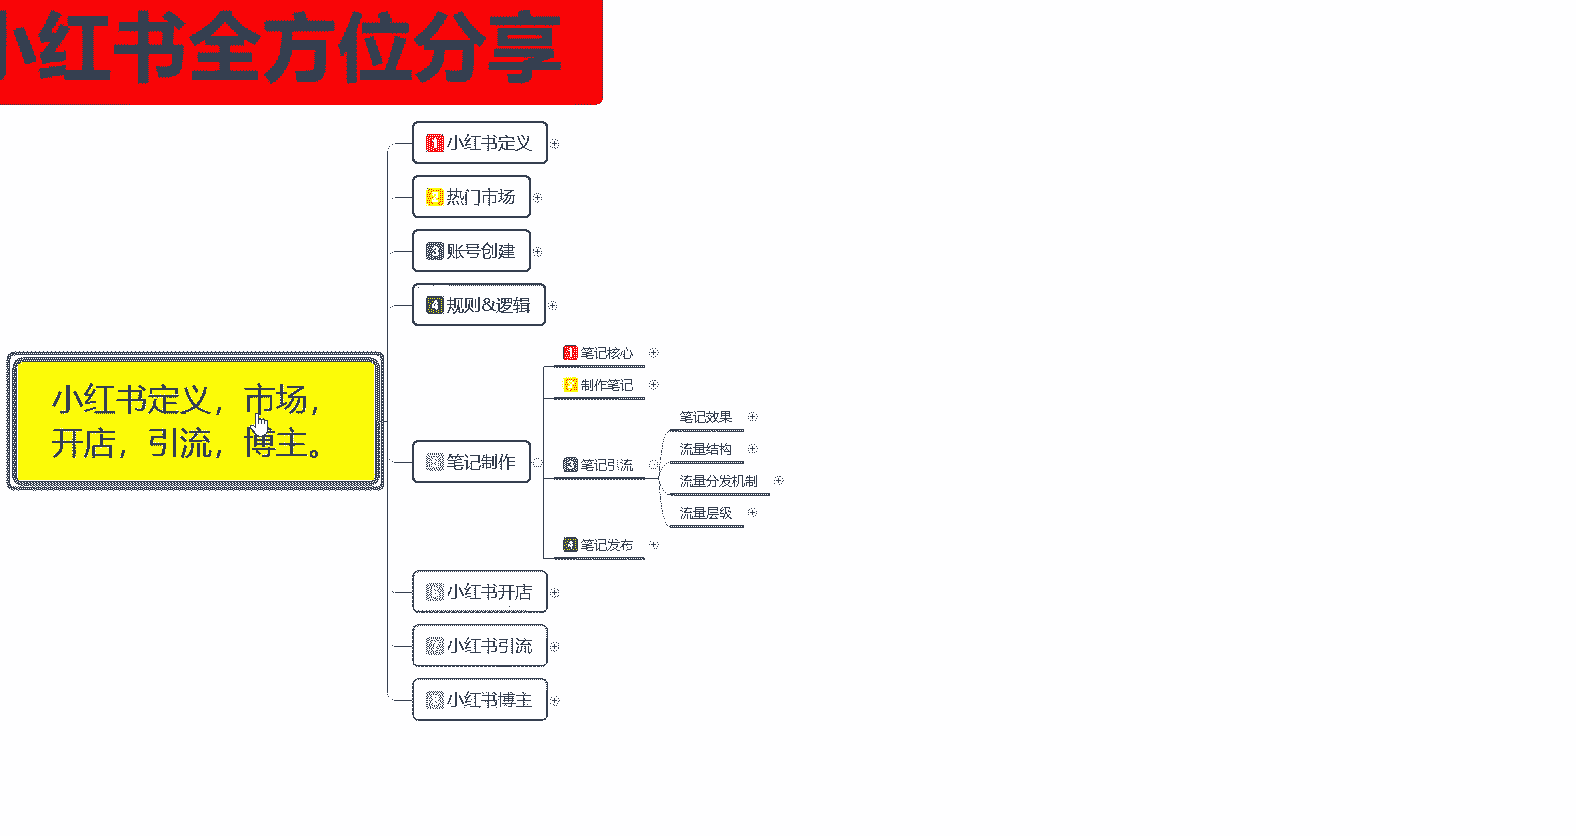 小红书全方位分享
1 小红书定义
2 热门市场
3 账号创建
4 规则&逻辑
小红书定义，市场，
开店，引流，博主。
笔记制作
1 笔记核心
2 制作笔记
3 笔记引流
笔记效果
流量结构
流量分发机制
流量层级
4 笔记发布
6 小红书开店
7 小红书引流
8 小红书博主